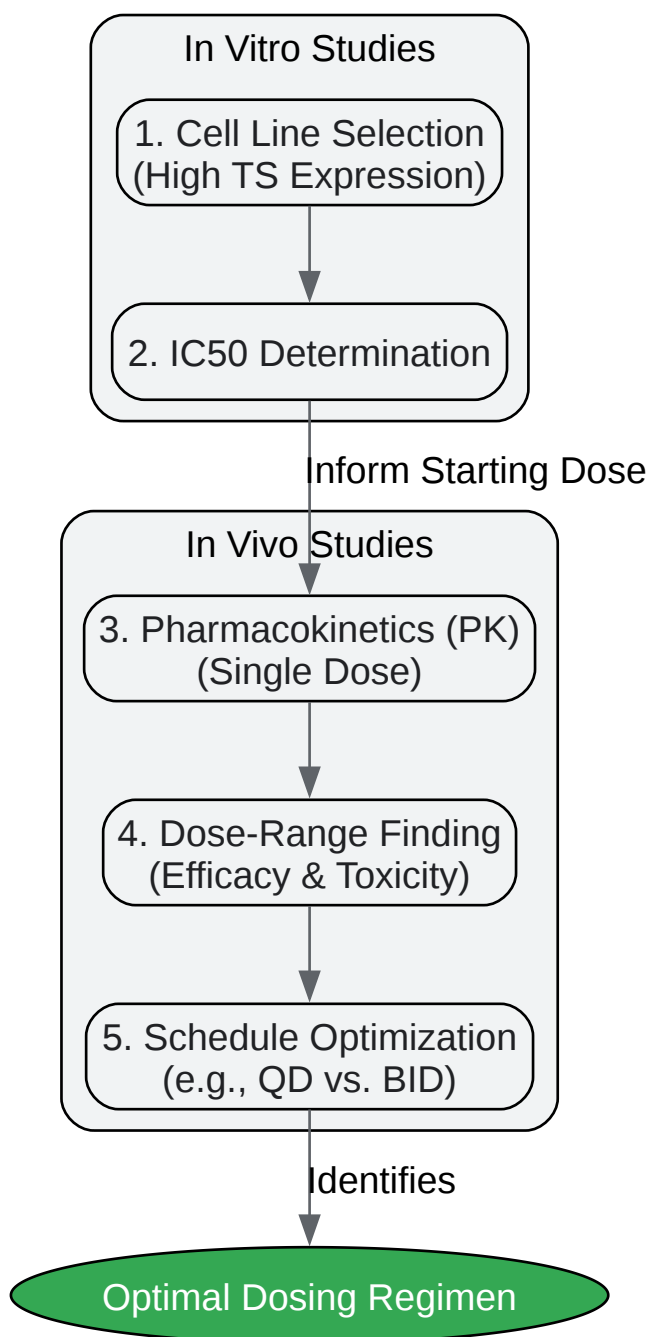 In Vitro Studies
1. Cell Line Selection
(High TS Expression)
2. IC50 Determination
Inform Starting Dose
In Vivo Studies
3. Pharmacokinetics (PK)
(Single Dose)
4. Dose-Range Finding
(Efficacy & Toxicity)
5. Schedule Optimization
(e.g., QD vs. BID)
Identifies
Optimal Dosing Regimen